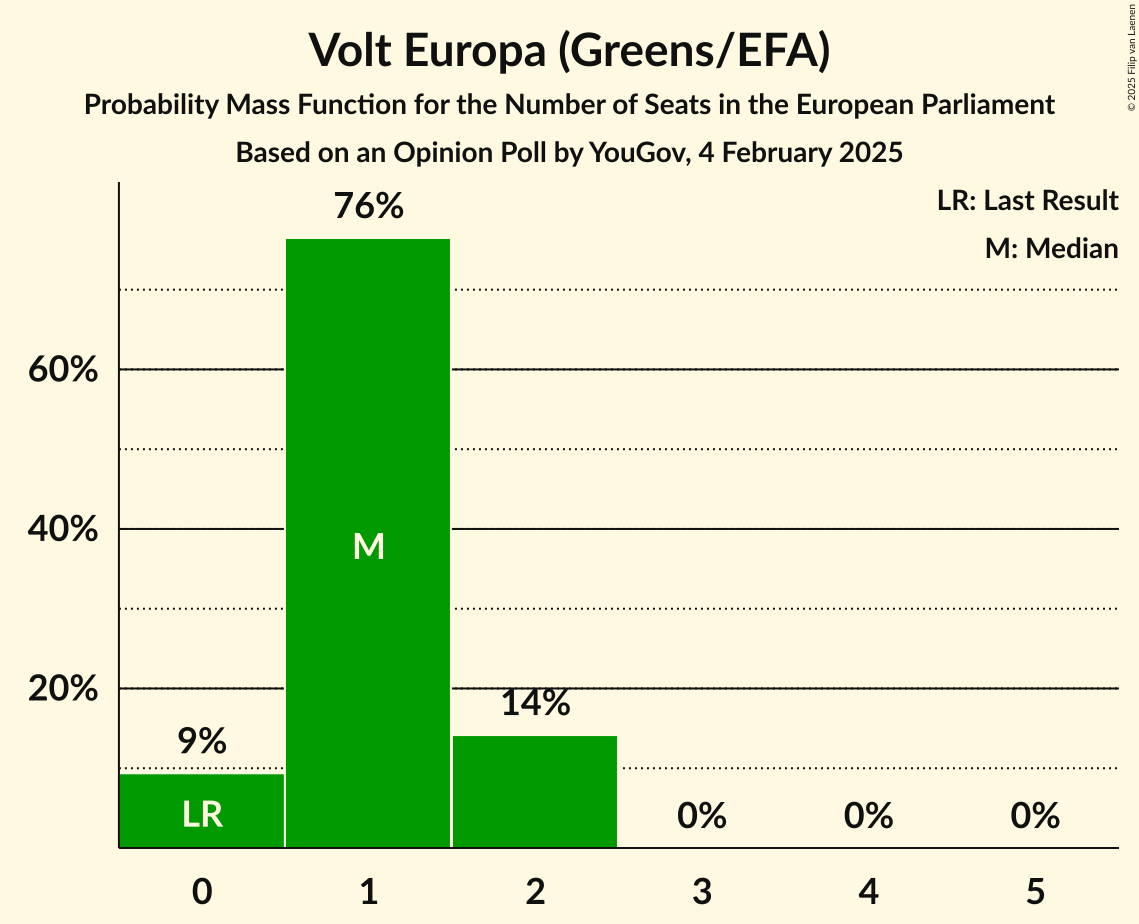 Volt Europa (Greens/EFA)
Probability Mass Function for the Number of Seats in the European Parliament
Based on an Opinion Poll by YouGov, 4 February 2025
© 2025 Filip van Laenen
LR: Last Result
M: Median
76%
60%
40%
20%
M
14%
9%
LR
0%
0%
0%
0
1
2
3
4
5